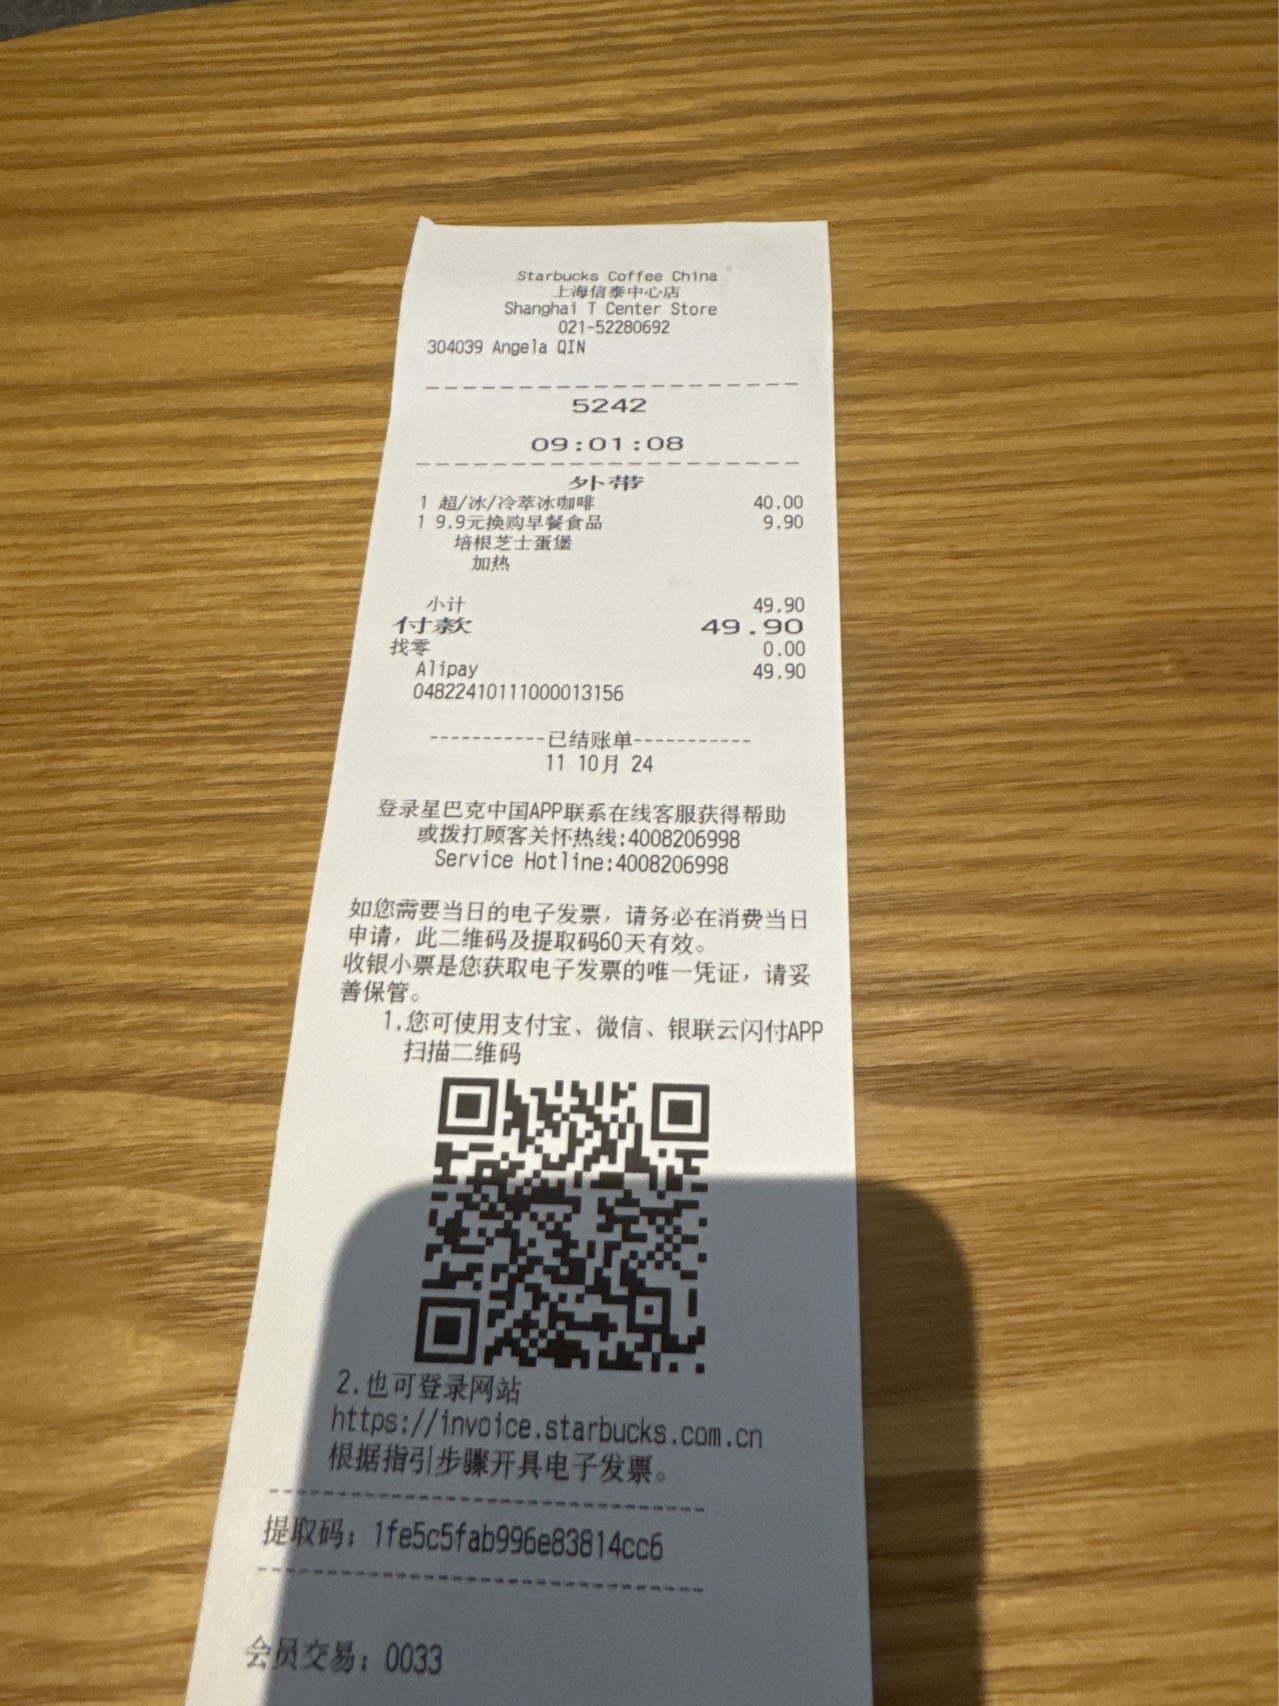 Starbucks Coffee China
上海信泰中心店
Shanghai T Center Store
021-52280692
304039 Angela QIN
--------------------
5242
09:01:08
--------------------
外带
1 超/冰/冷萃冰咖啡 40.00
1 9.9元换购早餐食品 9.90
培根芝士蛋堡
加热
小计 49.90
付款 49.90
找零 0.00
Alipay 49.90
04822410111000013156
-----------已结账单-----------
11 10月 24
登录星巴克中国APP联系在线客服获得帮助
或拨打顾客关怀热线:4008206998
Service Hotline:4008206998
如您需要当日的电子发票，请务必在消费当日
申请，此二维码及提取码60天有效。
收银小票是您获取电子发票的唯一凭证，请妥
善保管。
1.您可使用支付宝、微信、银联云闪付APP
扫描二维码
2.也可登录网站
https://invoice.starbucks.com.cn
根据指引步骤开具电子发票。
------------------------------
提取码：1fe5c5fab996e83814cc6
------------------------------
会员交易：0033